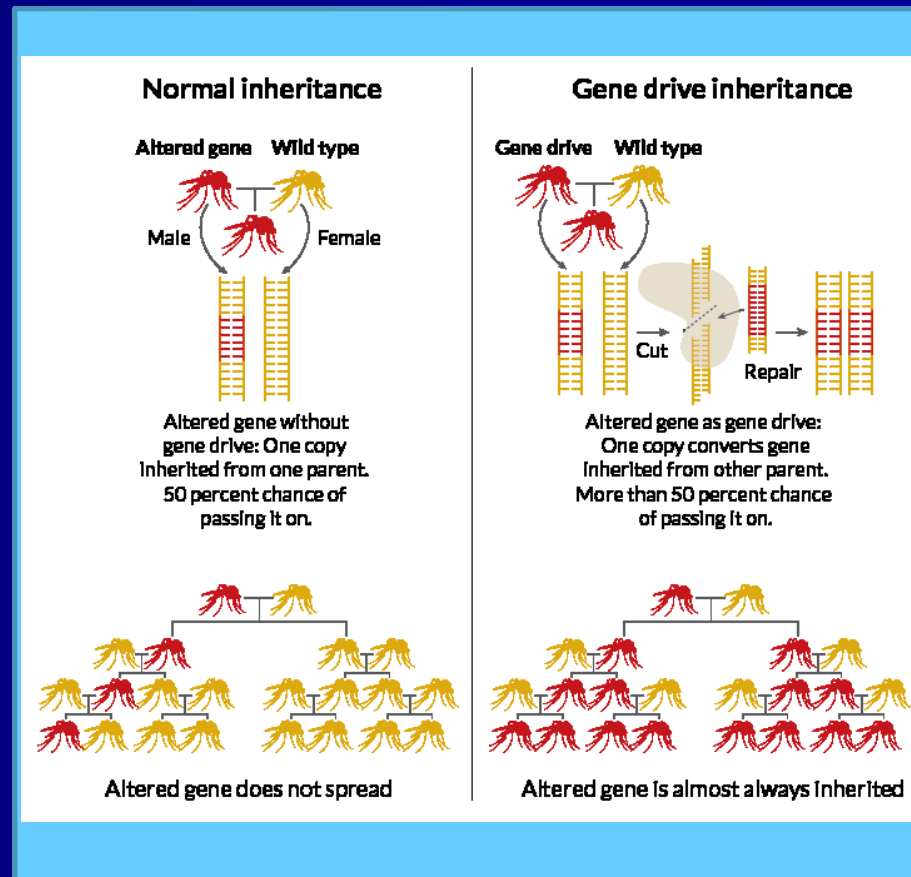 Normal inheritance
Altered gene Wild type
Male Female
Altered gene without
gene drive: One copy
inherited from one parent.
50 percent chance of
passing it on.
Altered gene does not spread
Gene drive inheritance
Gene drive Wild type
Cut
Repair
Altered gene as gene drive:
One copy converts gene
inherited from other parent.
More than 50 percent chance
of passing it on.
Altered gene is almost always inherited